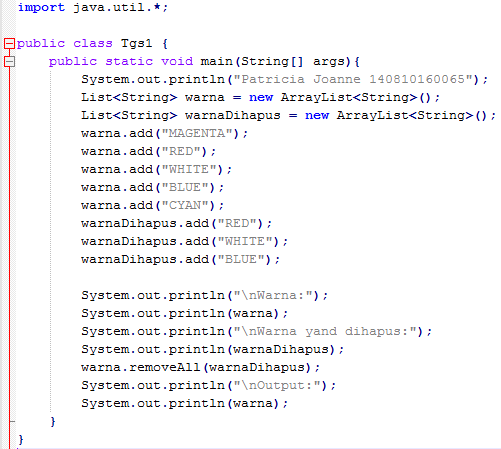 import java.util.*;
public class Tgs1 {
public static void main(String[] args){
System.out.println("Patricia Joanne 140810160065");
List<String> warna = new ArrayList<String>();
List<String> warnaDihapus = new ArrayList<String>();
warna.add("MAGENTA");
warna.add("RED");
warna.add("WHITE");
warna.add("BLUE");
warna.add("CYAN");
warnaDihapus.add("RED");
warnaDihapus.add("WHITE");
warnaDihapus.add("BLUE");
System.out.println("\nWarna:");
System.out.println(warna);
System.out.println("\nWarna yand dihapus:");
System.out.println(warnaDihapus);
warna.removeAll(warnaDihapus);
System.out.println("\nOutput:");
System.out.println(warna);
}
}